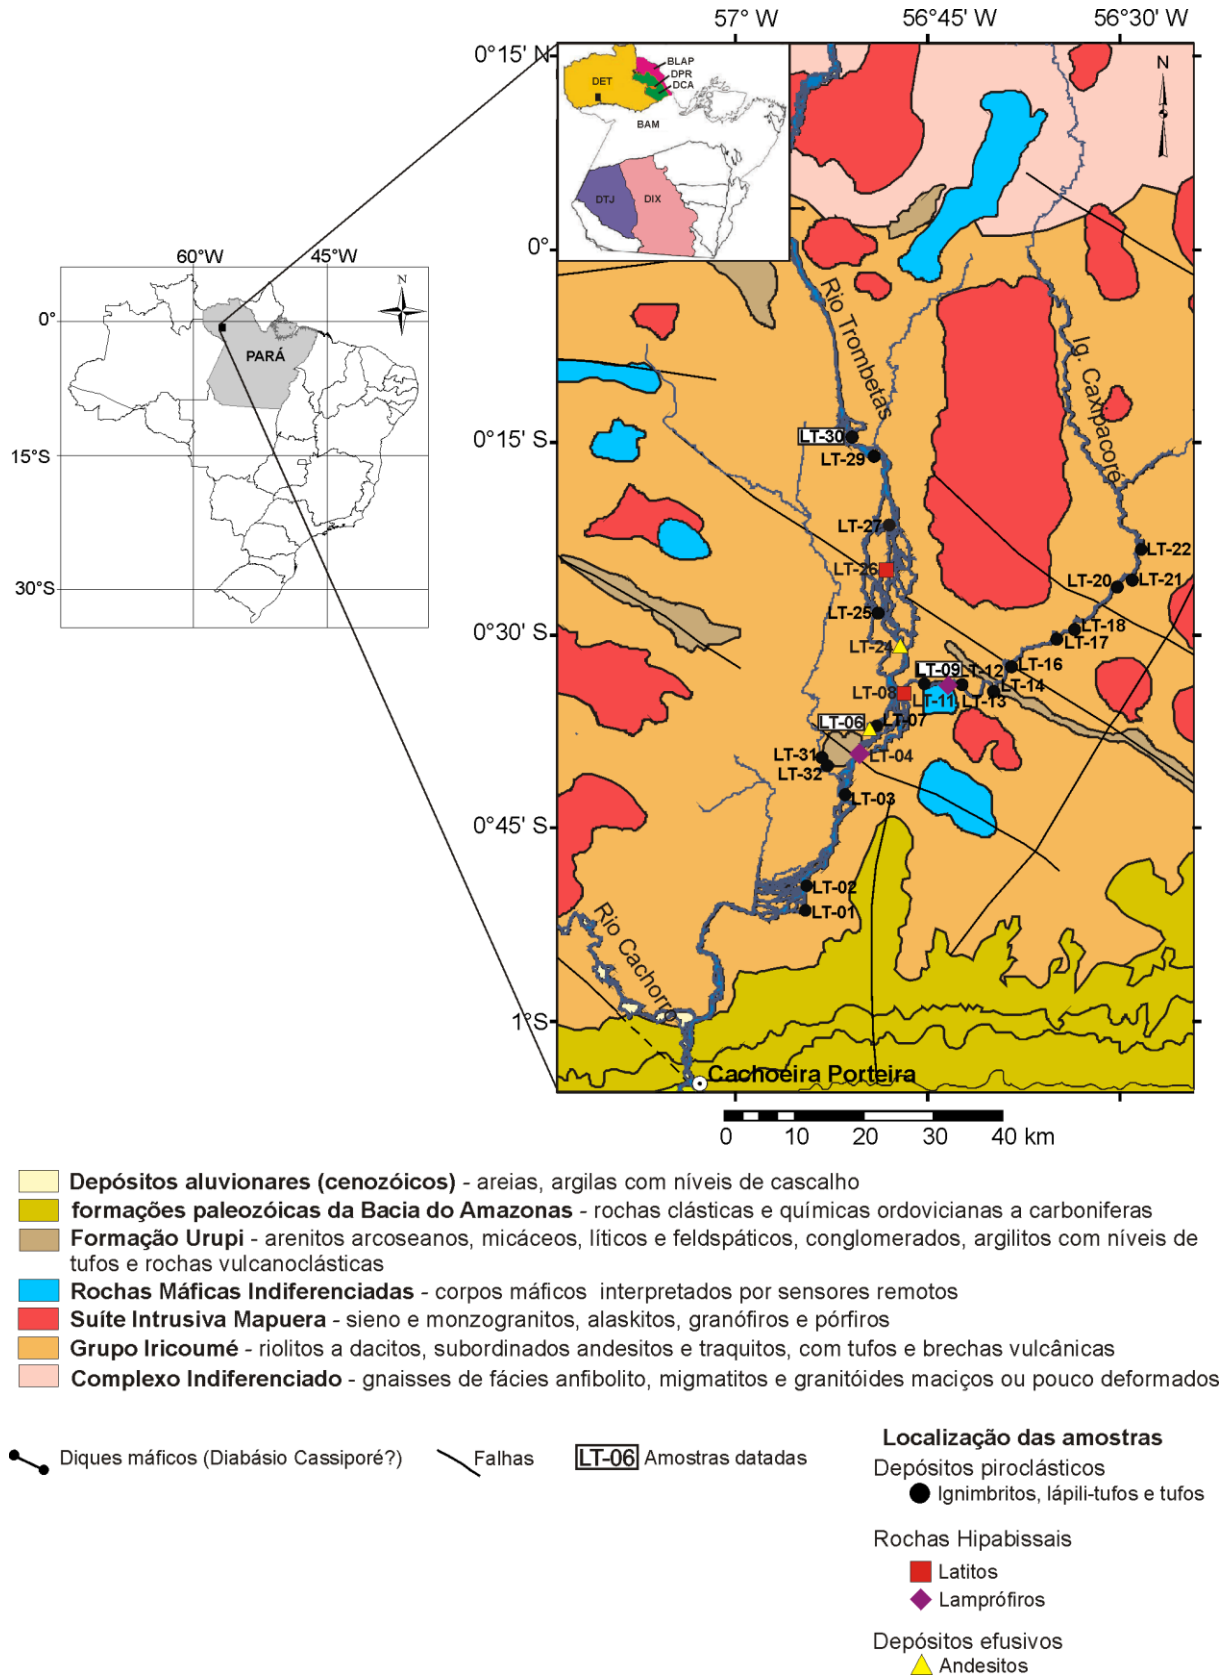 57° W
56°45' W
56°30' W
0°15' N
0°
0°15' S
0°30' S
0°45' S
1°S
N
BLAP
DPR
DCA
DET
BAM
DTJ
DIX
60°W
45°W
N
0°
15°S
30°S
PARÁ
Rio Trombetas
Ig. Caxipacoré
LT-30
LT-29
LT-27
LT-26
LT-25
LT-24
LT-22
LT-21
LT-20
LT-18
LT-17
LT-16
LT-14
LT-13
LT-12
LT-09
LT-11
LT-08
LT-07
LT-06
LT-04
LT-31
LT-32
LT-03
LT-02
LT-01
Rio Cachorro
Cachoeira Porteira
0 10 20 30 40 km
Depósitos aluvionares (cenozóicos) - areias, argilas com níveis de cascalho
formações paleozóicas da Bacia do Amazonas - rochas clásticas e químicas ordovicianas a carboniferas
Formação Urupi - arenitos arcoseanos, micáceos, líticos e feldspáticos, conglomerados, argilitos com níveis de
tufos e rochas vulcanoclásticas
Rochas Máficas Indiferenciadas - corpos máficos interpretados por sensores remotos
Suíte Intrusiva Mapuera - sieno e monzogranitos, alaskitos, granófiros e pórfiros
Grupo Iricoumé - riolitos a dacitos, subordinados andesitos e traquitos, com tufos e brechas vulcânicas
Complexo Indiferenciado - gnaisses de fácies anfibolito, migmatitos e granitóides maciços ou pouco deformados
Diques máficos (Diabásio Cassiporé?)
Falhas
LT-06 Amostras datadas
Localização das amostras
Depósitos piroclásticos
Ignimbritos, lápili-tufos e tufos
Rochas Hipabissais
Latitos
Lamprófiros
Depósitos efusivos
Andesitos